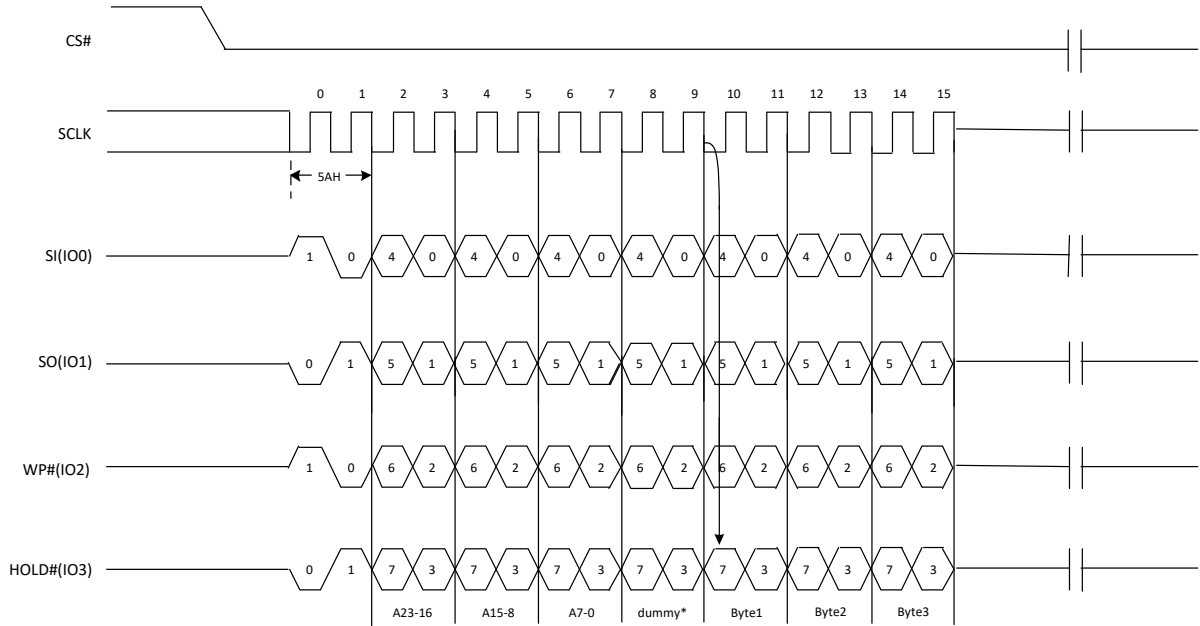 CS#
0 1 2 3 4 5 6 7 8 9 10 11 12 13 14 15
SCLK
5AH
SI(IO0) 1 0 4 0 4 0 4 0 4 0 4 0 4 0 4 0
SO(IO1) 0 1 5 1 5 1 5 1 5 1 5 1 5 1 5 1
WP#(IO2) 1 0 6 2 6 2 6 2 6 2 6 2 6 2 6 2
HOLD#(IO3) 0 1 7 3 7 3 7 3 7 3 7 3 7 3 7 3
A23-16 A15-8 A7-0 dummy* Byte1 Byte2 Byte3